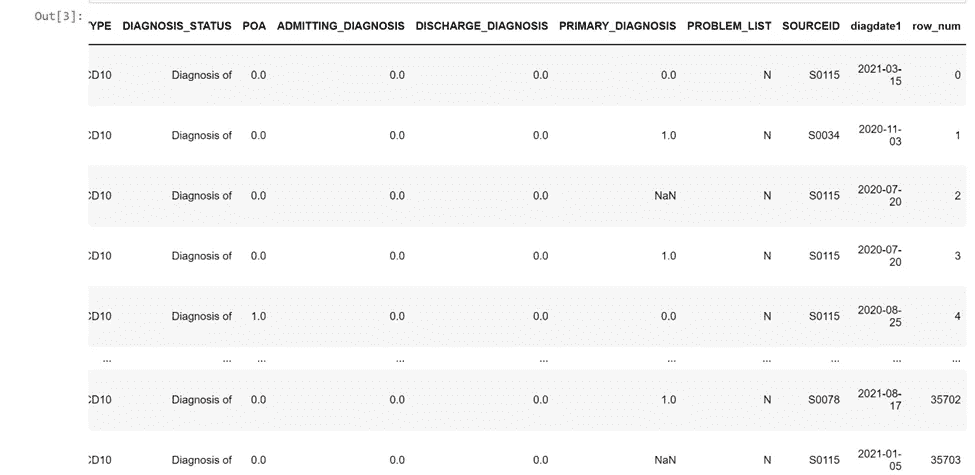 Out[3]:
YPE DIAGNOSIS_STATUS POA ADMITTING_DIAGNOSIS DISCHARGE_DIAGNOSIS PRIMARY_DIAGNOSIS PROBLEM_LIST SOURCEID diagdate1 row_num
CD10 Diagnosis of 0.0 0.0 0.0 0.0 N S0115 2021-03-15 0
CD10 Diagnosis of 0.0 0.0 0.0 1.0 N S0034 2020-11-03 1
CD10 Diagnosis of 0.0 0.0 0.0 NaN N S0115 2020-07-20 2
CD10 Diagnosis of 0.0 0.0 0.0 1.0 N S0115 2020-07-20 3
CD10 Diagnosis of 1.0 0.0 0.0 0.0 N S0115 2020-08-25 4
... ... ... ... ... ... ... ... ... ...
CD10 Diagnosis of 0.0 0.0 0.0 1.0 N S0078 2021-08-17 35702
CD10 Diagnosis of 0.0 0.0 0.0 NaN N S0115 2021-01-05 35703